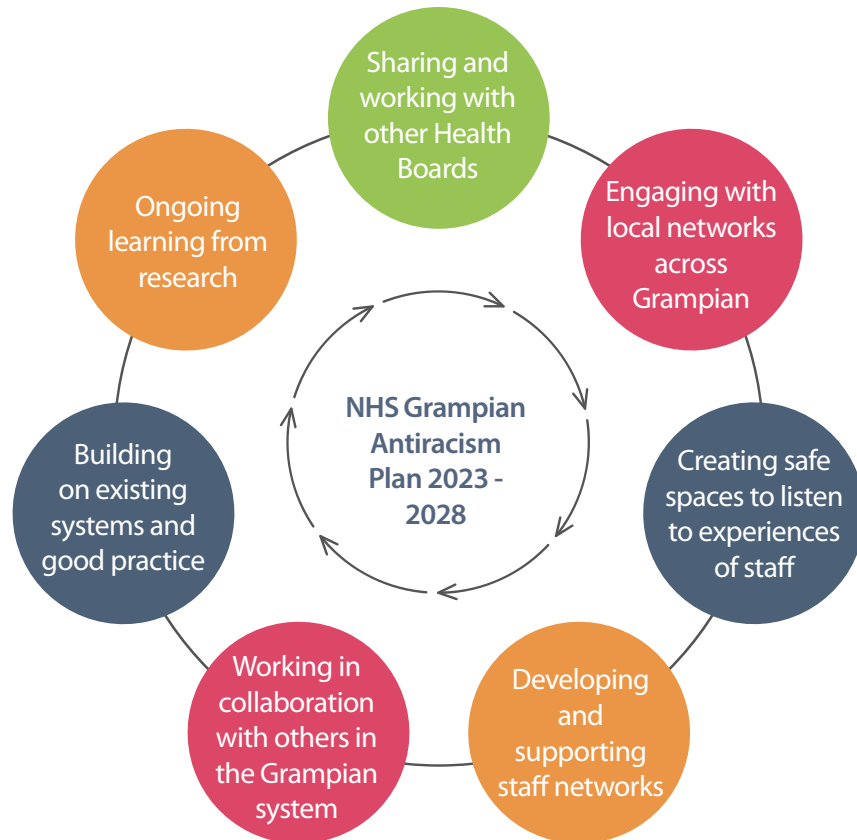 Sharing and
working with
other Health
Boards
Engaging with
local networks
across
Grampian
Creating safe
spaces to listen
to experiences
of staff
Developing
and
supporting
staff networks
Working in
collaboration
with others in
the Grampian
system
Building
on existing
systems and
good practice
Ongoing
learning from
research
NHS Grampian
Antiracism
Plan 2023 -
2028